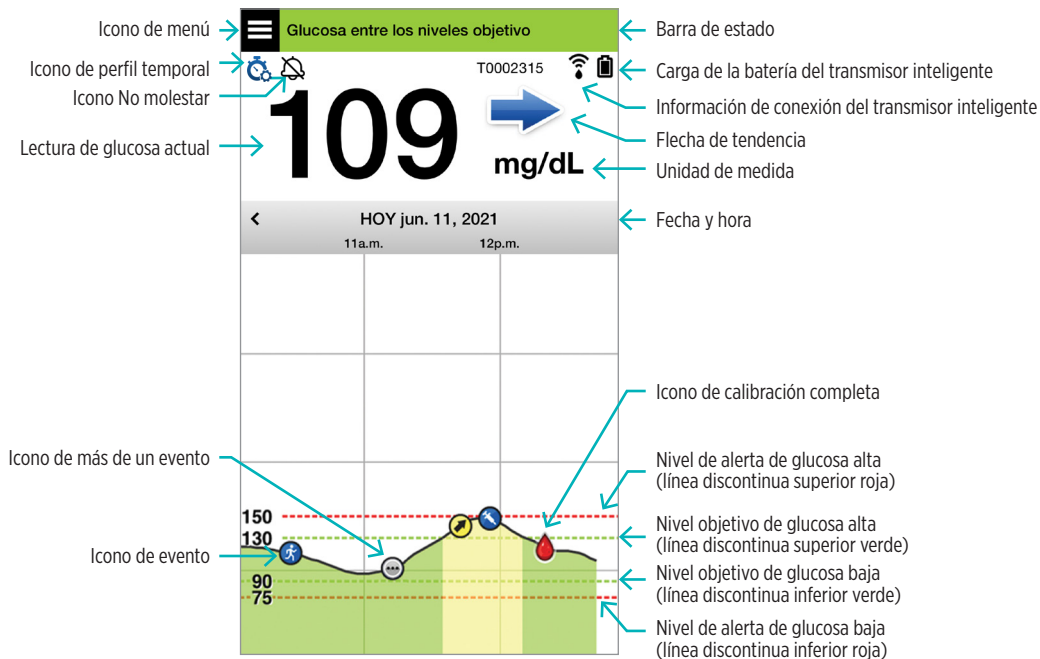 Icono de menú
Glucosa entre los niveles objetivo
Barra de estado
Icono de perfil temporal
T0002315
Carga de la batería del transmisor inteligente
Icono No molestar
Información de conexión del transmisor inteligente
109
Flecha de tendencia
Lectura de glucosa actual
mg/dL
Unidad de medida
HOY jun. 11, 2021
Fecha y hora
11a.m.
12p.m.
Icono de calibración completa
Icono de más de un evento
Nivel de alerta de glucosa alta
(línea discontinua superior roja)
150
130
Nivel objetivo de glucosa alta
(línea discontinua superior verde)
Icono de evento
90
75
Nivel objetivo de glucosa baja
(línea discontinua inferior verde)
Nivel de alerta de glucosa baja
(línea discontinua inferior roja)